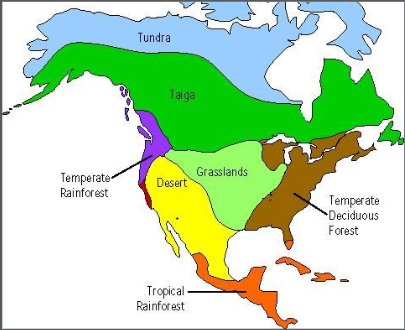 Tundra
Taiga
Grasslands
Temperate
Rainforest
Desert
Temperate
Deciduous
Forest
Tropical
Rainforest